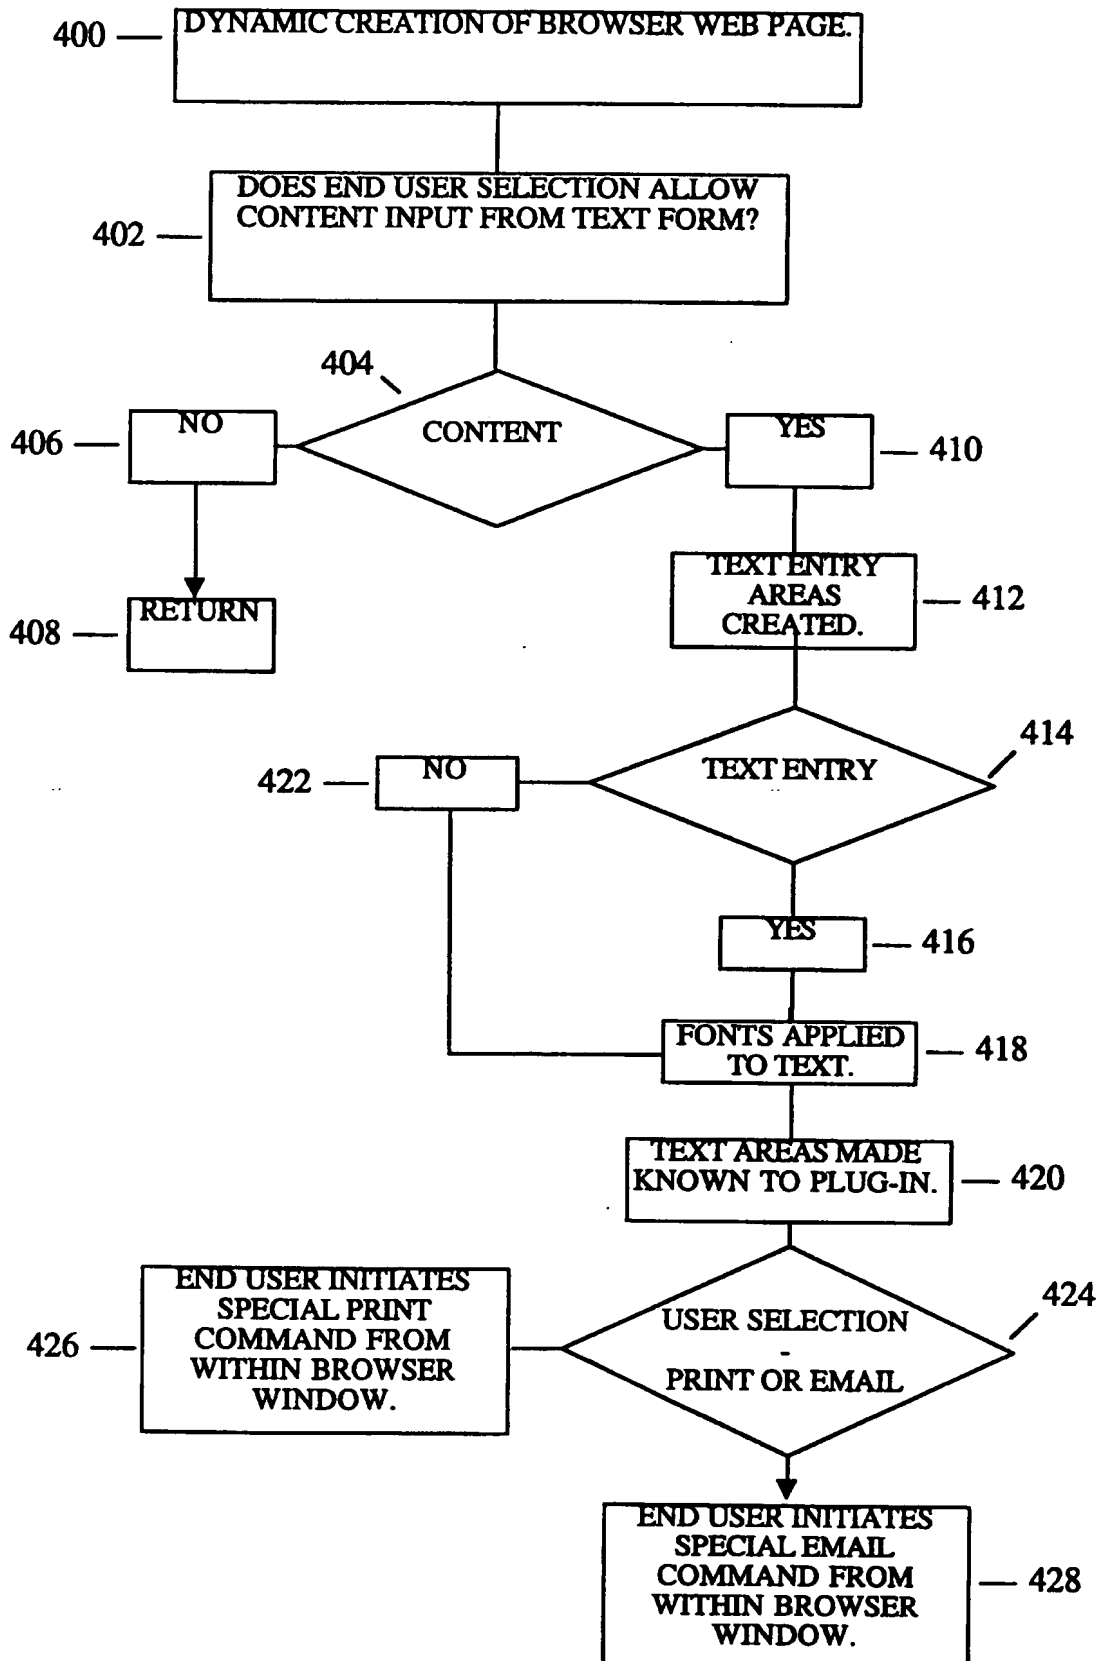 400
DYNAMIC CREATION OF BROWSER WEB PAGE.
402
DOES END USER SELECTION ALLOW
CONTENT INPUT FROM TEXT FORM?
404
CONTENT
406
NO
YES
410
408
RETURN
TEXT ENTRY
AREAS
CREATED.
412
414
TEXT ENTRY
422
NO
YES
416
FONTS APPLIED
TO TEXT.
418
TEXT AREAS MADE
KNOWN TO PLUG-IN.
420
424
USER SELECTION
-
PRINT OR EMAIL
426
END USER INITIATES
SPECIAL PRINT
COMMAND FROM
WITHIN BROWSER
WINDOW.
END USER INITIATES
SPECIAL EMAIL
COMMAND FROM
WITHIN BROWSER
WINDOW.
428